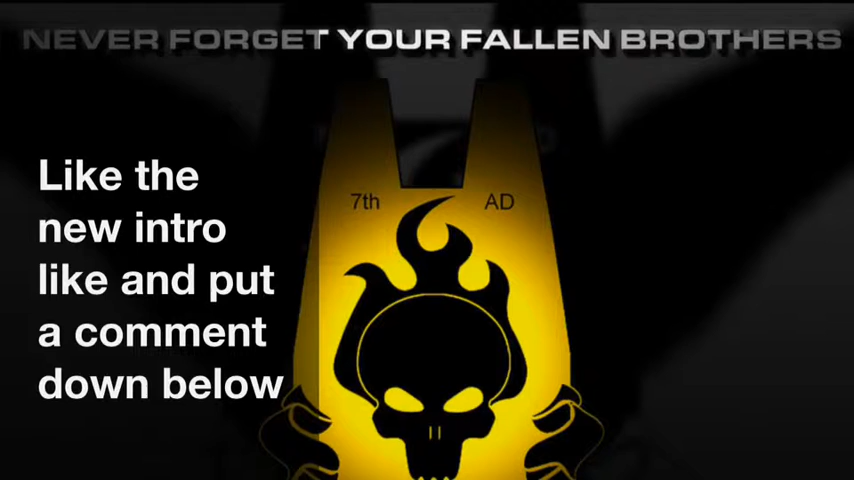 NEVER FORGET YOUR FALLEN BROTHERS
7th AD
Like the
new intro
like and put
a comment
down below